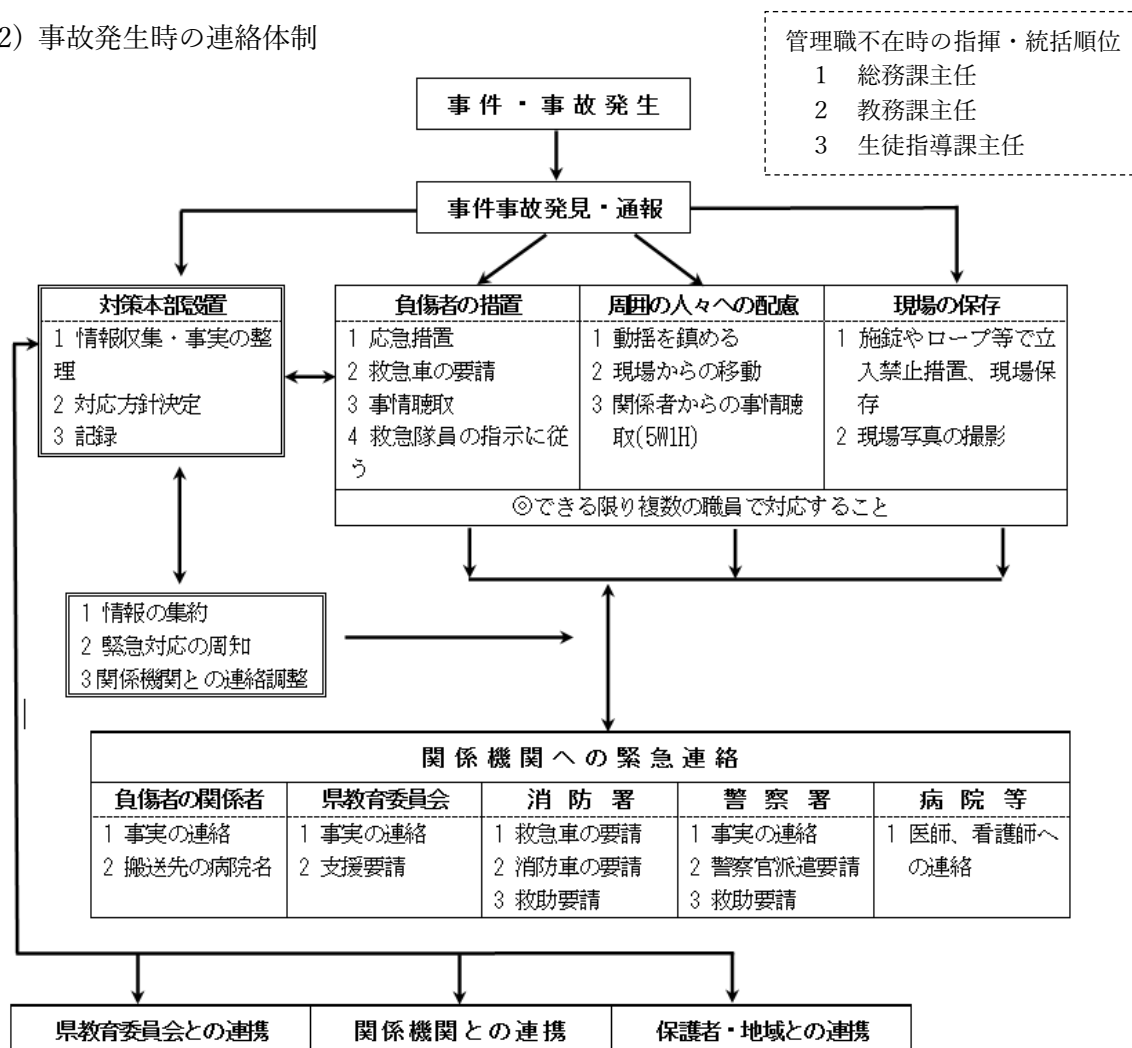 2）事故発生時の連絡体制
管理職不在時の指揮・統括順位
1 総務課主任
2 教務課主任
3 生徒指導課主任
事件・事故発生
事件事故発見・通報
対策本部設置
1 情報収集・事実の整
理
2 対応方針決定
3 記録
負傷者の措置
1 応急措置
2 救急車の要請
3 事情聴取
4 救急隊員の指示に従
う
周囲の人々への配慮
1 動揺を鎮める
2 現場からの移動
3 関係者からの事情聴
取(5W1H)
現場の保存
1 施錠やロープ等で立
入禁止措置、現場保
存
2 現場写真の撮影
◎できる限り複数の職員で対応すること
1 情報の集約
2 緊急対応の周知
3関係機関との連絡調整
関係機関への緊急連絡
負傷者の関係者
1 事実の連絡
2 搬送先の病院名
県教育委員会
1 事実の連絡
2 支援要請
消防署
1 救急車の要請
2 消防車の要請
3 救助要請
警察署
1 事実の連絡
2 警察官派遣要請
3 救助要請
病院等
1 医師、看護師へ
の連絡
県教育委員会との連携
関係機関との連携
保護者・地域との連携